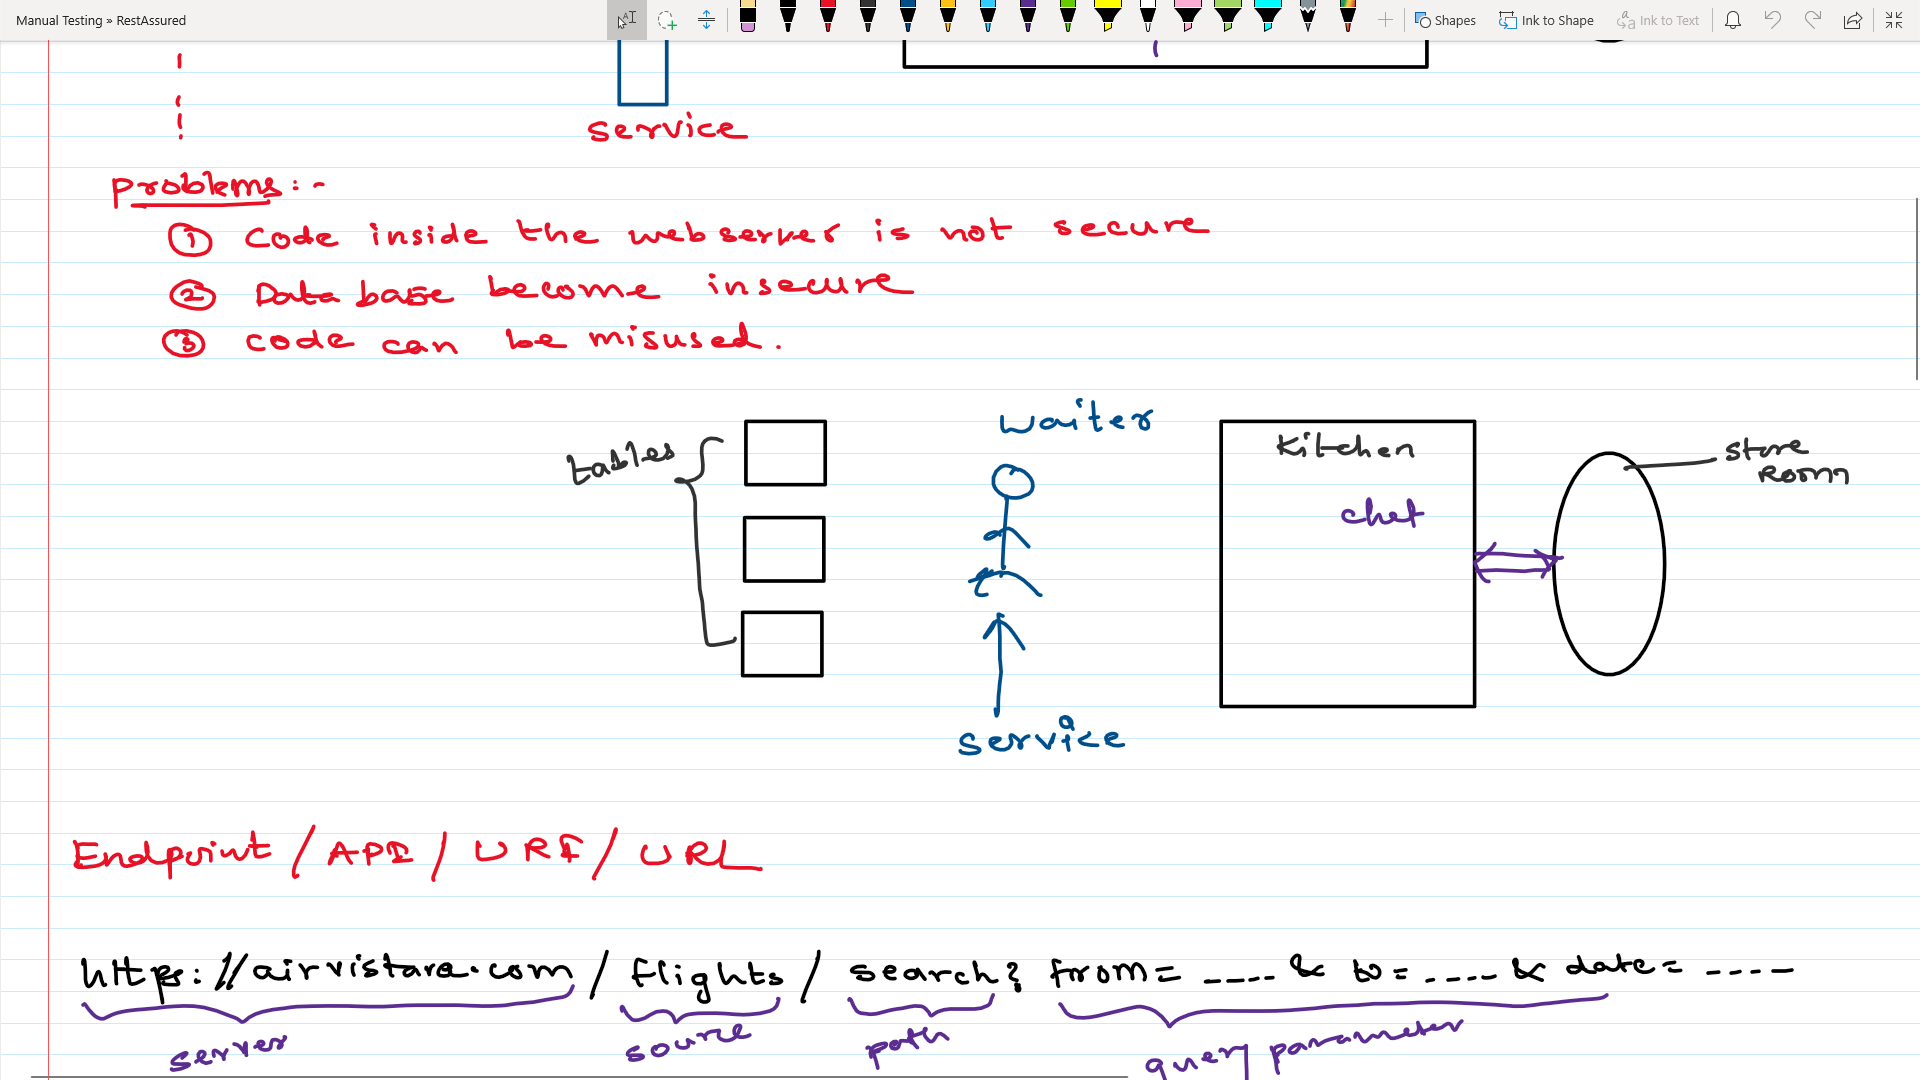 Manual Testing » RestAssured
Shapes
Ink to Shape
Ink to Text
Service
Problems:-
① Code inside the webserver is not secure
② Data base become insecure
③ code can be misused.
Waiter
tables
Kitchen
chef
Store
Room
Service
Endpoint / API / URI / URL
https://airvistara.com / flights / search? from= ---- & to= ---- & date= ----
server
source
path
query parameter